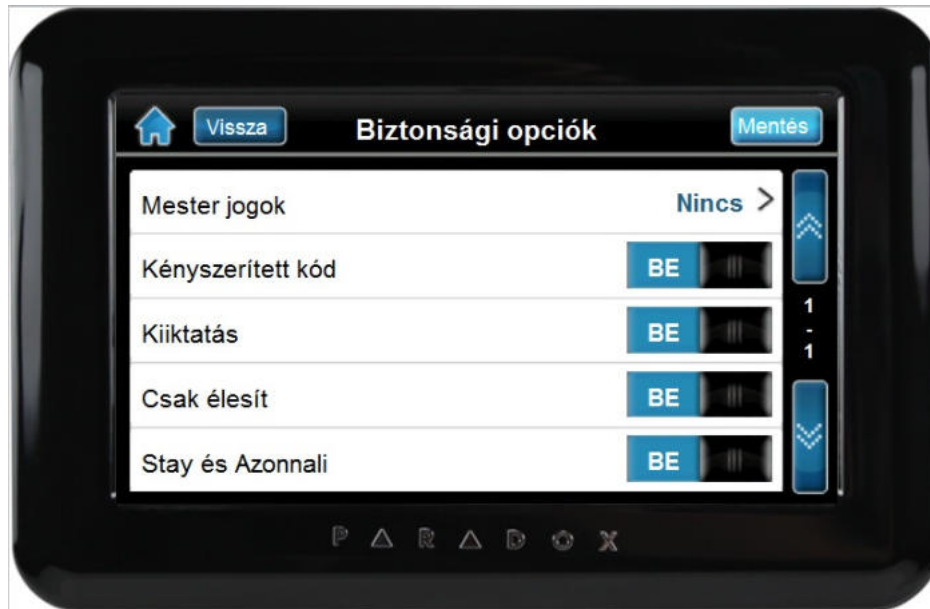 Vissza
Biztonsági opciók
Mentés
Mester jogok
Nincs >
Kényszerített kód
BE
Kiiktatás
BE
Csak élesít
BE
Stay és Azonnali
BE
1
-
1
PARADOX